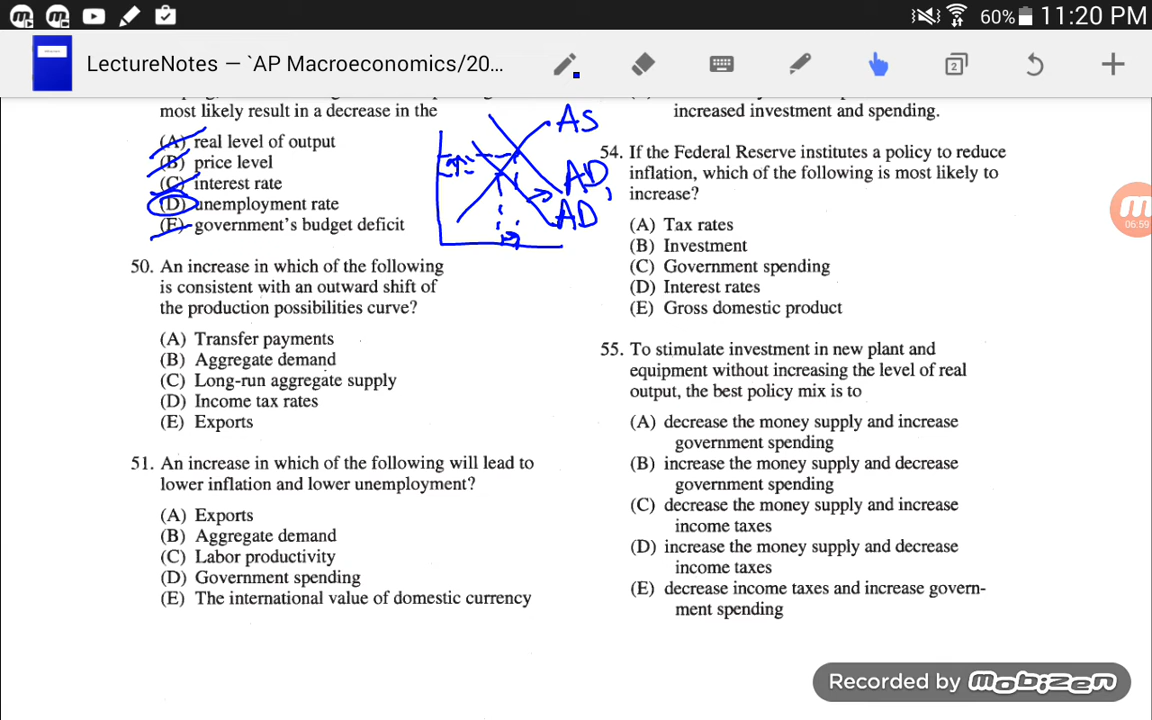 60% 11:20 PM
LectureNotes — `AP Macroeconomics/20...
2
most likely result in a decrease in the
(A) real level of output
(B) price level
(C) interest rate
(D) unemployment rate
(E) government's budget deficit
AS
AD,
AD
50. An increase in which of the following
is consistent with an outward shift of
the production possibilities curve?
(A) Transfer payments
(B) Aggregate demand
(C) Long-run aggregate supply
(D) Income tax rates
(E) Exports
51. An increase in which of the following will lead to
lower inflation and lower unemployment?
(A) Exports
(B) Aggregate demand
(C) Labor productivity
(D) Government spending
(E) The international value of domestic currency
increased investment and spending.
54. If the Federal Reserve institutes a policy to reduce
inflation, which of the following is most likely to
increase?
(A) Tax rates
(B) Investment
(C) Government spending
(D) Interest rates
(E) Gross domestic product
55. To stimulate investment in new plant and
equipment without increasing the level of real
output, the best policy mix is to
(A) decrease the money supply and increase
government spending
(B) increase the money supply and decrease
government spending
(C) decrease the money supply and increase
income taxes
(D) increase the money supply and decrease
income taxes
(E) decrease income taxes and increase govern-
ment spending
06:59
Recorded by mobizen